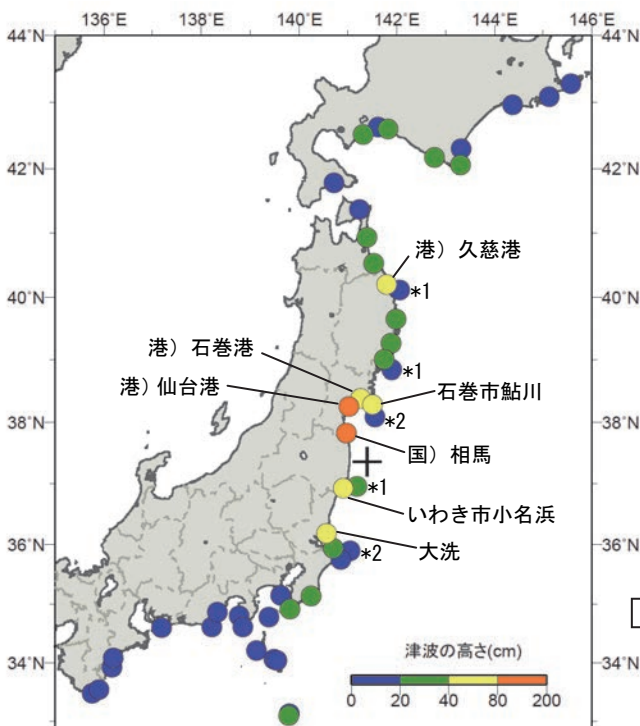 136˚E 138˚E 140˚E 142˚E 144˚E 146˚E
44˚N 44˚N
42˚N 42˚N
港）久慈港
40˚N *1 40˚N
港）石巻港 *1
港）仙台港 石巻市鮎川
38˚N *2 38˚N
国）相馬
*1
いわき市小名浜
36˚N *2 大洗 36˚N
34˚N 津波の高さ(cm) 34˚N
0 20 40 80 200